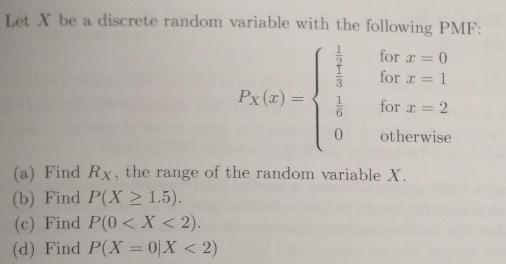 Let X be a discrete random variable with the following PMF:
1/2 for x = 0
1/3 for x = 1
P_X(x) = { 1/6 for x = 2
0 otherwise
(a) Find R_X, the range of the random variable X.
(b) Find P(X ≥ 1.5).
(c) Find P(0 < X < 2).
(d) Find P(X = 0|X < 2)